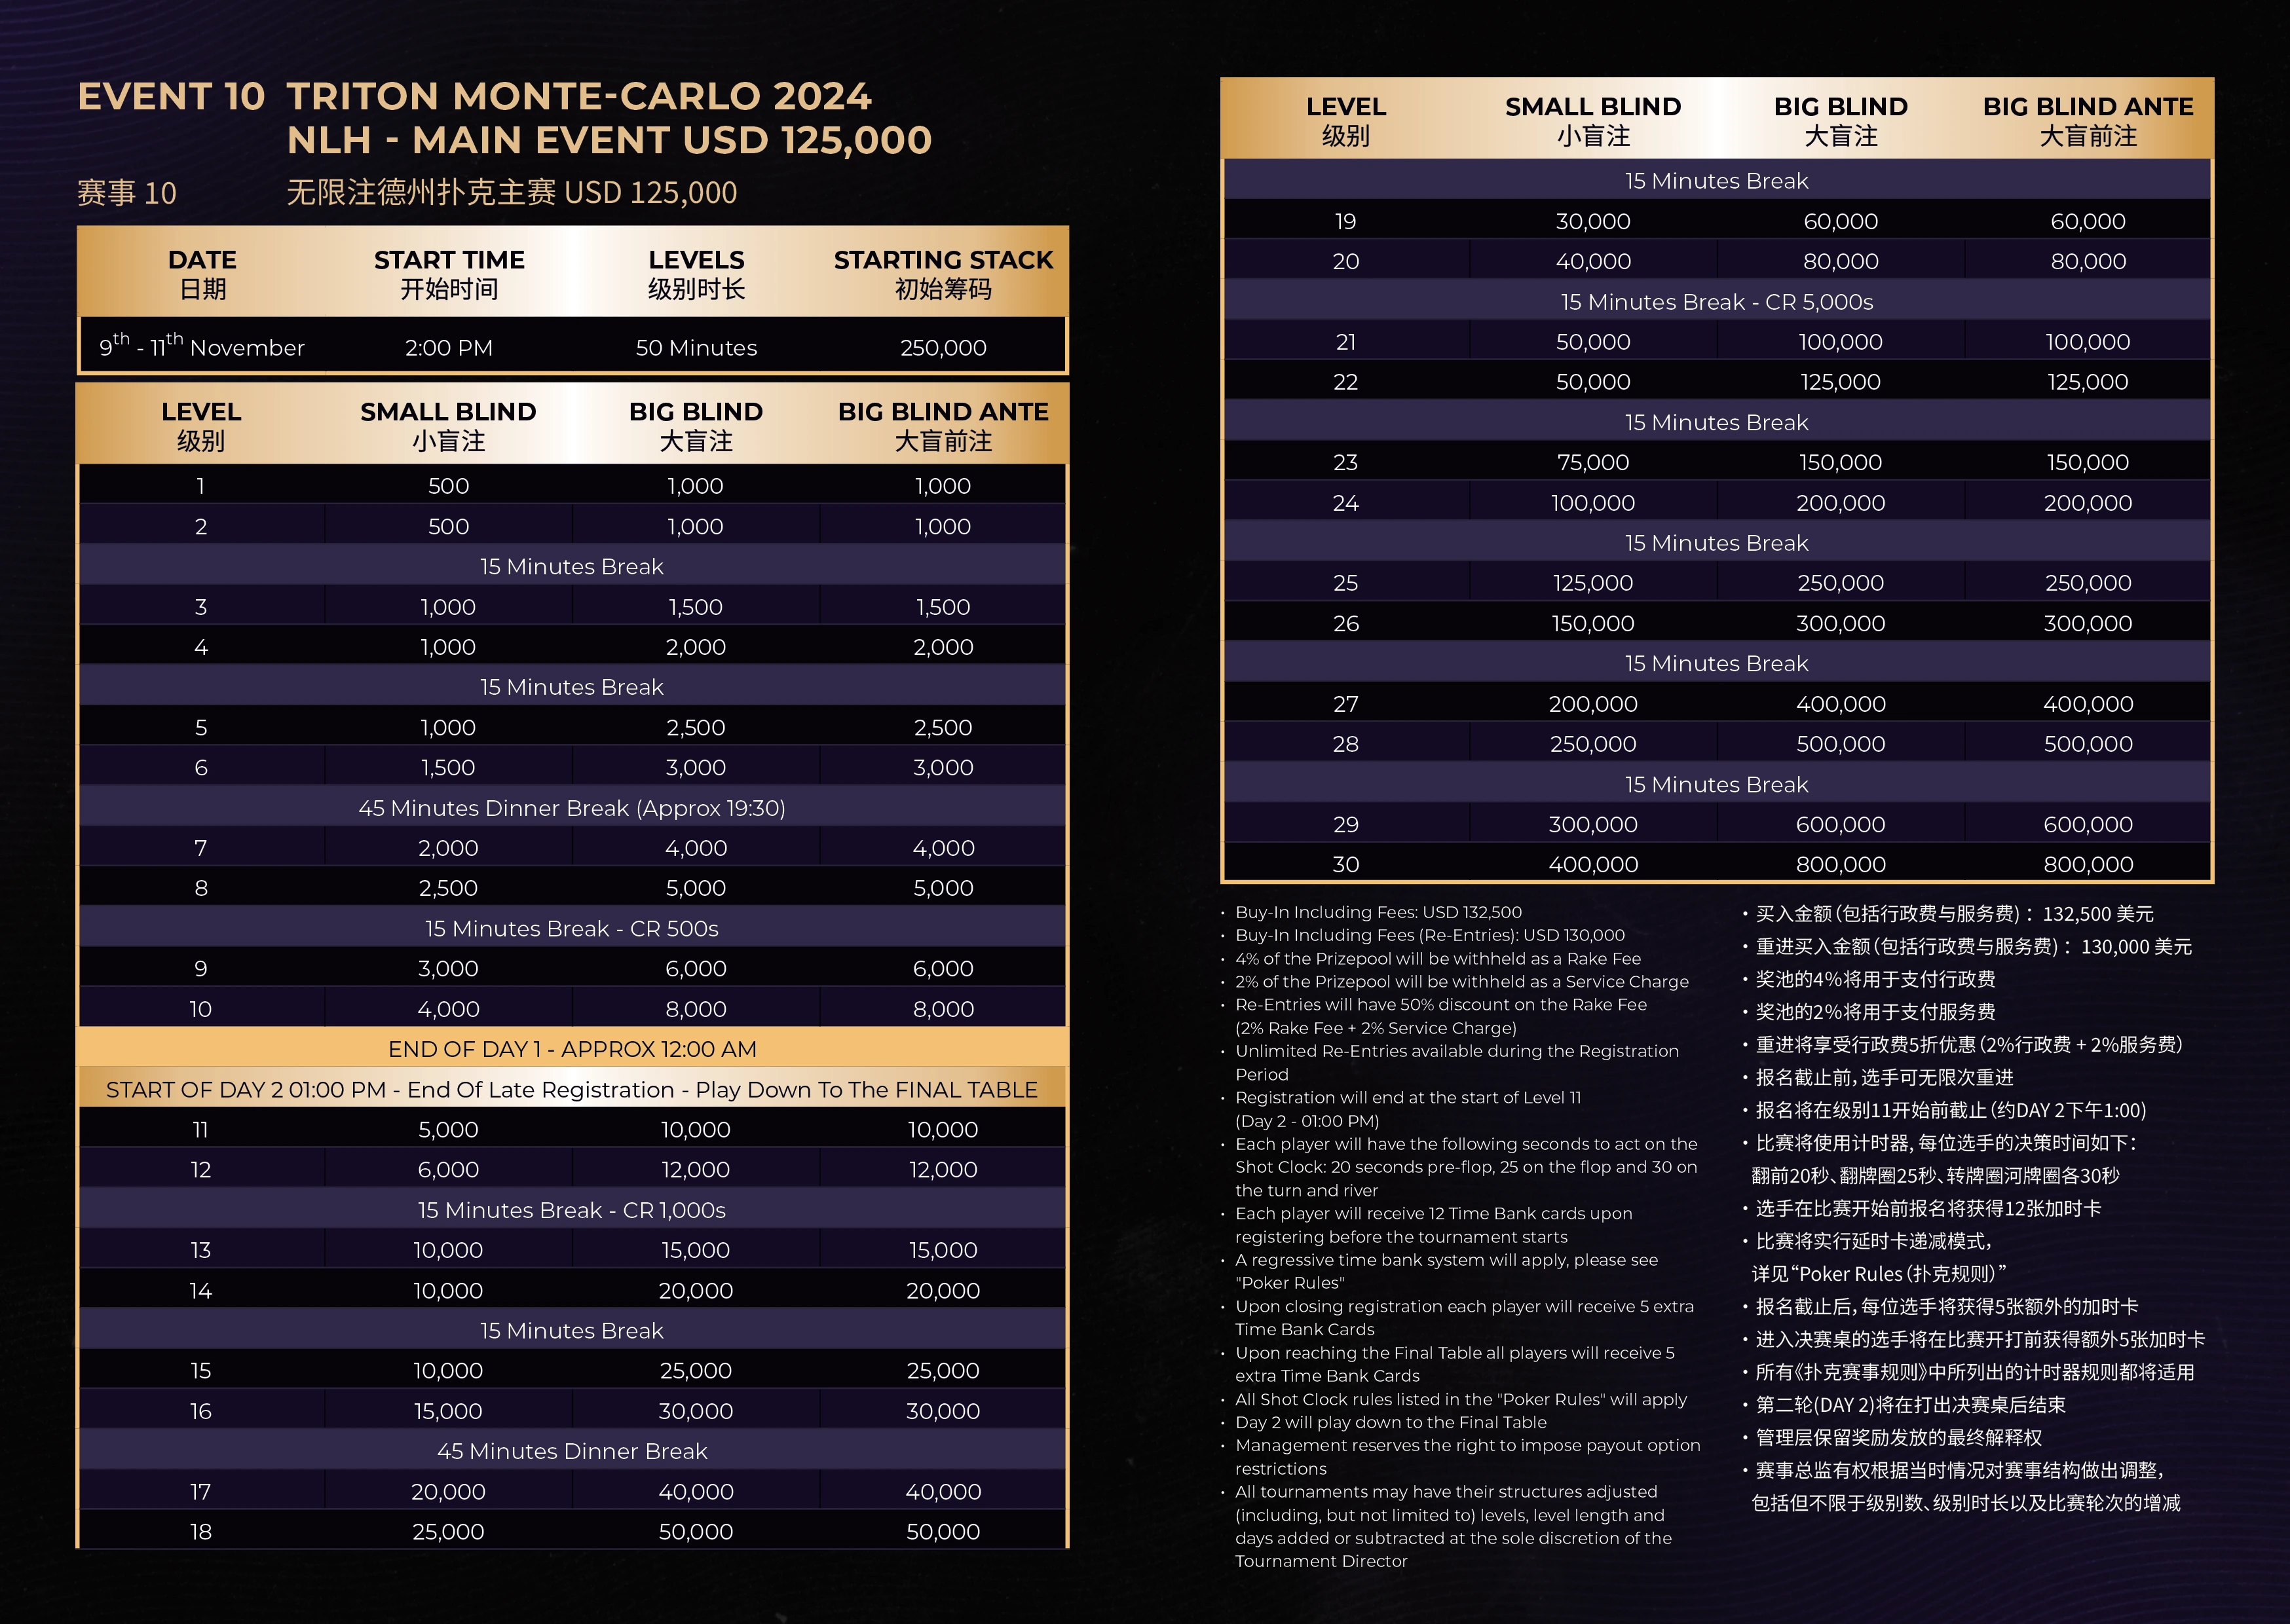 EVENT 10 TRITON MONTE-CARLO 2024
NLH - MAIN EVENT USD 125,000
赛事 10 无限注德州扑克主赛 USD 125,000
DATE START TIME LEVELS STARTING STACK
日期 开始时间 级别时长 初始筹码
9th - 11th November 2:00 PM 50 Minutes 250,000
LEVEL SMALL BLIND BIG BLIND BIG BLIND ANTE
级别 小盲注 大盲注 大盲前注
1 500 1,000 1,000
2 500 1,000 1,000
15 Minutes Break
3 1,000 1,500 1,500
4 1,000 2,000 2,000
15 Minutes Break
5 1,000 2,500 2,500
6 1,500 3,000 3,000
45 Minutes Dinner Break (Approx 19:30)
7 2,000 4,000 4,000
8 2,500 5,000 5,000
15 Minutes Break - CR 500s
9 3,000 6,000 6,000
10 4,000 8,000 8,000
END OF DAY 1 - APPROX 12:00 AM
START OF DAY 2 01:00 PM - End Of Late Registration - Play Down To The FINAL TABLE
11 5,000 10,000 10,000
12 6,000 12,000 12,000
15 Minutes Break - CR 1,000s
13 10,000 15,000 15,000
14 10,000 20,000 20,000
15 Minutes Break
15 10,000 25,000 25,000
16 15,000 30,000 30,000
45 Minutes Dinner Break
17 20,000 40,000 40,000
18 25,000 50,000 50,000
LEVEL SMALL BLIND BIG BLIND BIG BLIND ANTE
级别 小盲注 大盲注 大盲前注
15 Minutes Break
19 30,000 60,000 60,000
20 40,000 80,000 80,000
15 Minutes Break - CR 5,000s
21 50,000 100,000 100,000
22 50,000 125,000 125,000
15 Minutes Break
23 75,000 150,000 150,000
24 100,000 200,000 200,000
15 Minutes Break
25 125,000 250,000 250,000
26 150,000 300,000 300,000
15 Minutes Break
27 200,000 400,000 400,000
28 250,000 500,000 500,000
15 Minutes Break
29 300,000 600,000 600,000
30 400,000 800,000 800,000
• Buy-In Including Fees: USD 132,500
• Buy-In Including Fees (Re-Entries): USD 130,000
• 4% of the Prizepool will be withheld as a Rake Fee
• 2% of the Prizepool will be withheld as a Service Charge
• Re-Entries will have 50% discount on the Rake Fee
(2% Rake Fee + 2% Service Charge)
• Unlimited Re-Entries available during the Registration
Period
• Registration will end at the start of Level 11
(Day 2 - 01:00 PM)
• Each player will have the following seconds to act on the
Shot Clock: 20 seconds pre-flop, 25 on the flop and 30 on
the turn and river
• Each player will receive 12 Time Bank cards upon
registering before the tournament starts
• A regressive time bank system will apply, please see
"Poker Rules"
• Upon closing registration each player will receive 5 extra
Time Bank Cards
• Upon reaching the Final Table all players will receive 5
extra Time Bank Cards
• All Shot Clock rules listed in the "Poker Rules" will apply
• Day 2 will play down to the Final Table
• Management reserves the right to impose payout option
restrictions
• All tournaments may have their structures adjusted
(including, but not limited to) levels, level length and
days added or subtracted at the sole discretion of the
Tournament Director
• 买入金额（包括行政费与服务费）：132,500 美元
• 重进买入金额（包括行政费与服务费）：130,000 美元
• 奖池的4%将用于支付行政费
• 奖池的2%将用于支付服务费
• 重进将享受行政费5折优惠（2%行政费 + 2%服务费）
• 报名截止前，选手可无限次重进
• 报名将在级别11开始前截止（约DAY 2下午1:00）
• 比赛将使用计时器，每位选手的决策时间如下：
翻前20秒、翻牌圈25秒、转牌圈河牌圈各30秒
• 选手在比赛开始前报名将获得12张加时卡
• 比赛将实行延时卡递减模式，
详见“Poker Rules（扑克规则）”
• 报名截止后，每位选手将获得5张额外的加时卡
• 进入决赛桌的选手将在比赛开打前获得额外5张加时卡
• 所有《扑克赛事规则》中所列出的计时器规则都将适用
• 第二轮(DAY 2)将在打出决赛桌后结束
• 管理层保留奖励发放的最终解释权
• 赛事总监有权根据当时情况对赛事结构做出调整，
包括但不限于级别数、级别时长以及比赛轮次的增减